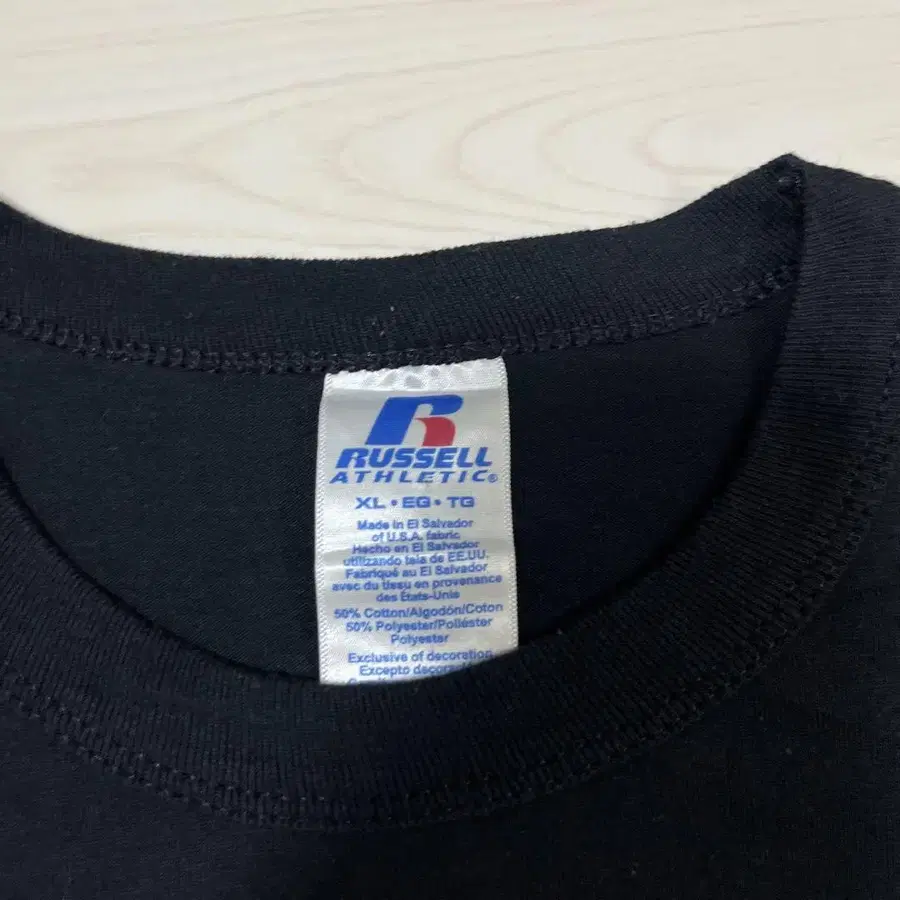 RUSSELL
ATHLETIC®
XL • EG • TG
Made in El Salvador
of U.S.A. fabric
Hecho en El Salvador
utilizando tela de EE.UU.
Fabriqué au El Salvador
avec du tissu en provenance
des États-Unis
50% Cotton/Algodón/Coton
50% Polyester/Poliéster
Polyester
Exclusive of decoration
Excepto